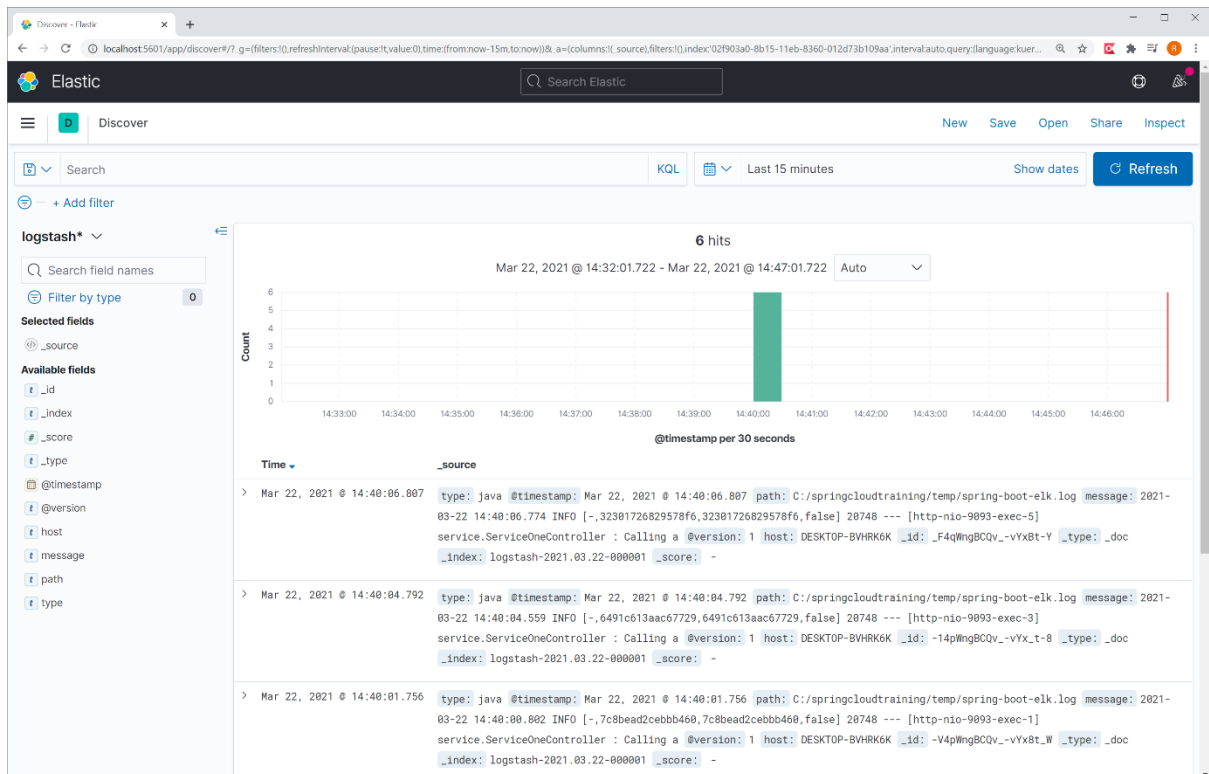 Discover - Elastic
localhost:5601/app/discover#/?_g=(filters:!(),refreshInterval:(pause:!t,value:0),time:(from:now-15m,to:now))&_a=(columns:!(_source),filters:!(),index:'02f903a0-8b15-11eb-8360-012d73b109aa',interval:auto,query:(language:kuer...
R
Elastic
Search Elastic
D
Discover
New
Save
Open
Share
Inspect
Search
KQL
Last 15 minutes
Show dates
Refresh
+ Add filter
logstash*
Search field names
Filter by type
0
Selected fields
_source
Available fields
t _id
t _index
# _score
t _type
@timestamp
t @version
t host
t message
t path
t type
6 hits
Mar 22, 2021 @ 14:32:01.722 - Mar 22, 2021 @ 14:47:01.722
Auto
Count
6
5
4
3
2
1
0
14:33:00 14:34:00 14:35:00 14:36:00 14:37:00 14:38:00 14:39:00 14:40:00 14:41:00 14:42:00 14:43:00 14:44:00 14:45:00 14:46:00
@timestamp per 30 seconds
Time _source
Mar 22, 2021 @ 14:40:06.807 type: java @timestamp: Mar 22, 2021 @ 14:40:06.807 path: C:/springcloudtraining/temp/spring-boot-elk.log message: 2021-
03-22 14:40:06.774 INFO [-,32301726829578f6,32301726829578f6,false] 20748 --- [http-nio-9093-exec-5]
service.ServiceOneController : Calling a @version: 1 host: DESKTOP-BVHRK6K _id: _F4qWngBCQv_-vYxBt-Y _type: _doc
_index: logstash-2021.03.22-000001 _score: -
Mar 22, 2021 @ 14:40:04.792 type: java @timestamp: Mar 22, 2021 @ 14:40:04.792 path: C:/springcloudtraining/temp/spring-boot-elk.log message: 2021-
03-22 14:40:04.559 INFO [-,6491c613aac67729,6491c613aac67729,false] 20748 --- [http-nio-9093-exec-3]
service.ServiceOneController : Calling a @version: 1 host: DESKTOP-BVHRK6K _id: -14pWngBCQv_-vYx_t-8 _type: _doc
_index: logstash-2021.03.22-000001 _score: -
Mar 22, 2021 @ 14:40:01.756 type: java @timestamp: Mar 22, 2021 @ 14:40:01.756 path: C:/springcloudtraining/temp/spring-boot-elk.log message: 2021-
03-22 14:40:00.802 INFO [-,7c8bead2cebbb460,7c8bead2cebbb460,false] 20748 --- [http-nio-9093-exec-1]
service.ServiceOneController : Calling a @version: 1 host: DESKTOP-BVHRK6K _id: -V4pWngBCQv_-vYx8t_W _type: _doc
_index: logstash-2021.03.22-000001 _score: -